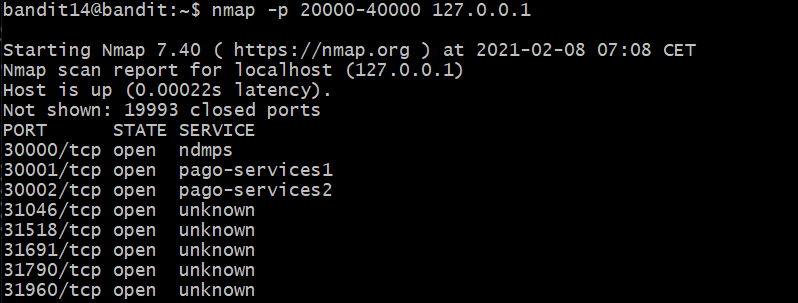 bandit14@bandit:~$ nmap -p 20000-40000 127.0.0.1
Starting Nmap 7.40 ( https://nmap.org ) at 2021-02-08 07:08 CET
Nmap scan report for localhost (127.0.0.1)
Host is up (0.00022s latency).
Not shown: 19993 closed ports
PORT      STATE SERVICE
30000/tcp open  ndmps
30001/tcp open  pago-services1
30002/tcp open  pago-services2
31046/tcp open  unknown
31518/tcp open  unknown
31691/tcp open  unknown
31790/tcp open  unknown
31960/tcp open  unknown